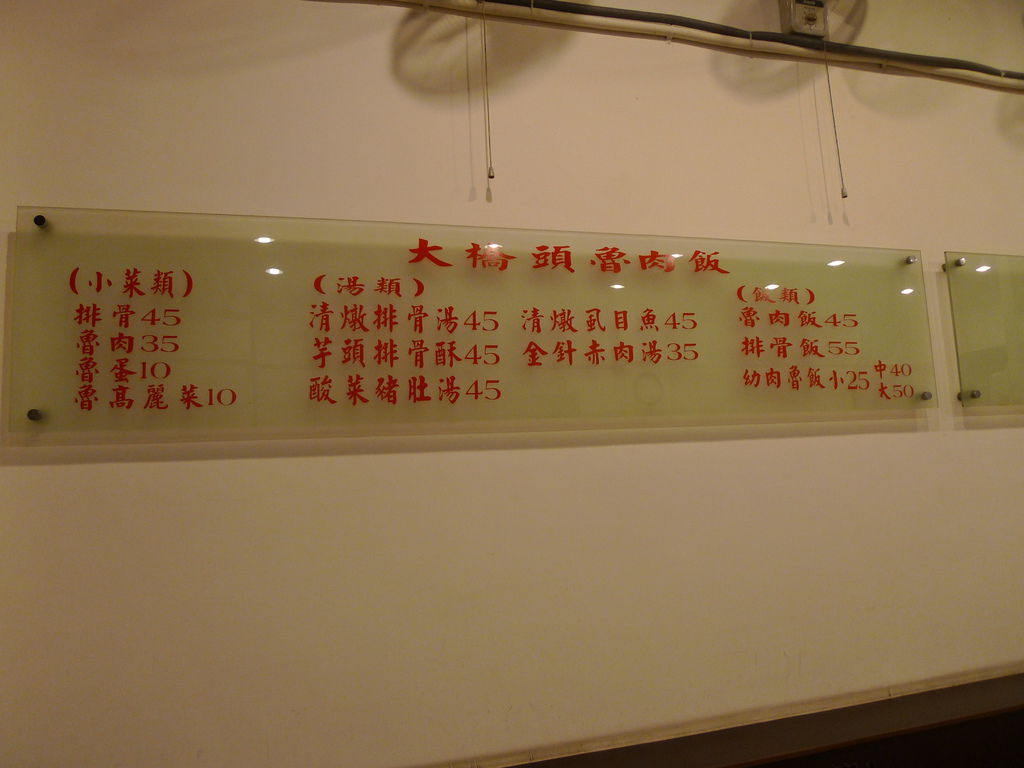 大橋頭魯肉飯
(小菜類)
排骨45
魯肉35
魯蛋10
魯高麗菜10
(湯類)
清燉排骨湯45
芋頭排骨酥45
酸菜豬肚湯45
清燉虱目魚45
金針赤肉湯35
(飯類)
魯肉飯45
排骨飯55
幼肉魯飯小25
中40
大50